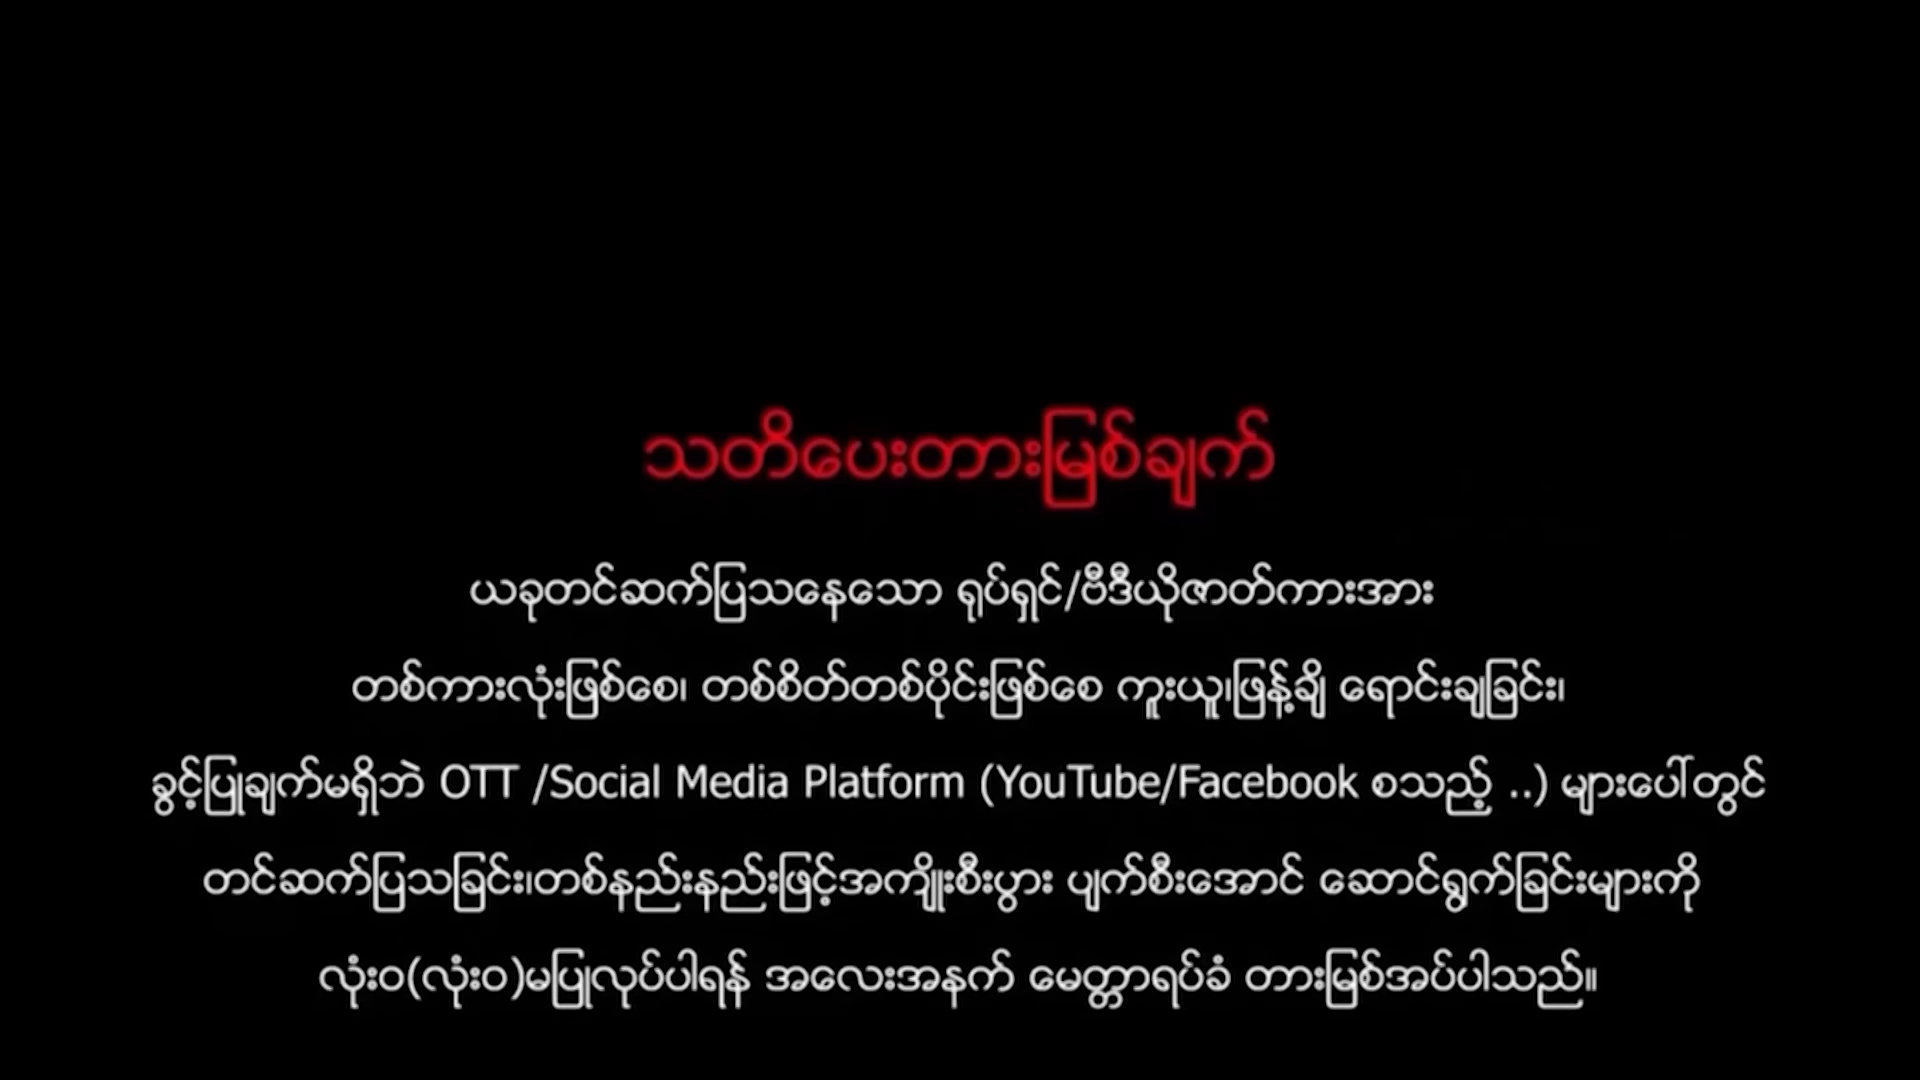 သတိပေးတားမြစ်ချက်
ယခုတင်ဆက်ပြသနေသော ရုပ်ရှင်/ဗီဒီယိုဇာတ်ကားအား
တစ်ကားလုံးဖြစ်စေ၊ တစ်စိတ်တစ်ပိုင်းဖြစ်စေ ကူးယူ၊ဖြန့်ချိ ရောင်းချခြင်း၊
ခွင့်ပြုချက်မရှိဘဲ OTT /Social Media Platform (YouTube/Facebook စသည့် ..) များပေါ်တွင်
တင်ဆက်ပြသခြင်း၊တစ်နည်းနည်းဖြင့်အကျိုးစီးပွား ပျက်စီးအောင် ဆောင်ရွက်ခြင်းများကို
လုံးဝ(လုံးဝ)မပြုလုပ်ပါရန် အလေးအနက် မေတ္တာရပ်ခံ တားမြစ်အပ်ပါသည်။